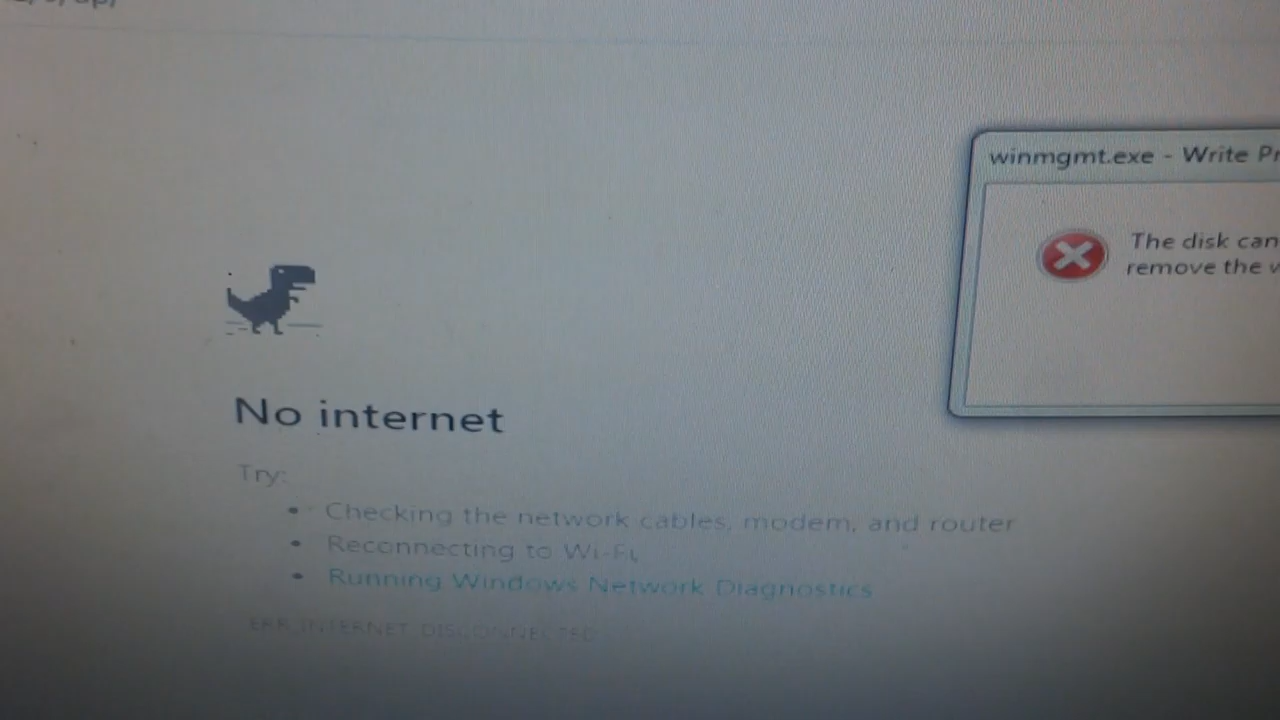 winmgmt.exe - Write
The disk
remove the
No internet
Try:
Checking the network cables, modem, and router
Reconnecting to Wi-Fi
Running Windows Network Diagnostics
ERR_INTERNET_DISCONNECTED